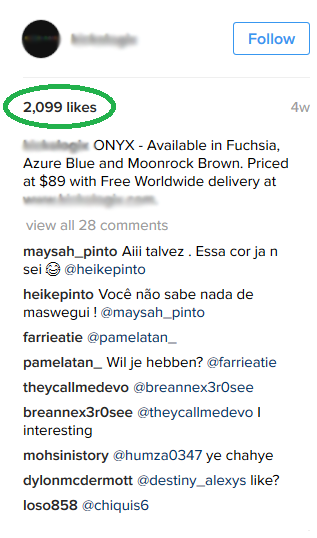 Follow
2,099 likes
4w
ONYX - Available in Fuchsia,
Azure Blue and Moonrock Brown. Priced
at $89 with Free Worldwide delivery at
view all 28 comments
maysah_pinto Aiii talvez . Essa cor ja n
sei 😂 @heikepinto
heikepinto Você não sabe nada de
maswegui ! @maysah_pinto
farrieatie @pamelatan_
pamelatan_ Wil je hebben? @farrieatie
theycallmedevo @breannex3r0see
breannex3r0see @theycallmedevo I
interesting
mohsinistory @humza0347 ye chahye
dylonmcdermott @destiny_alexys like?
loso858 @chiquis6